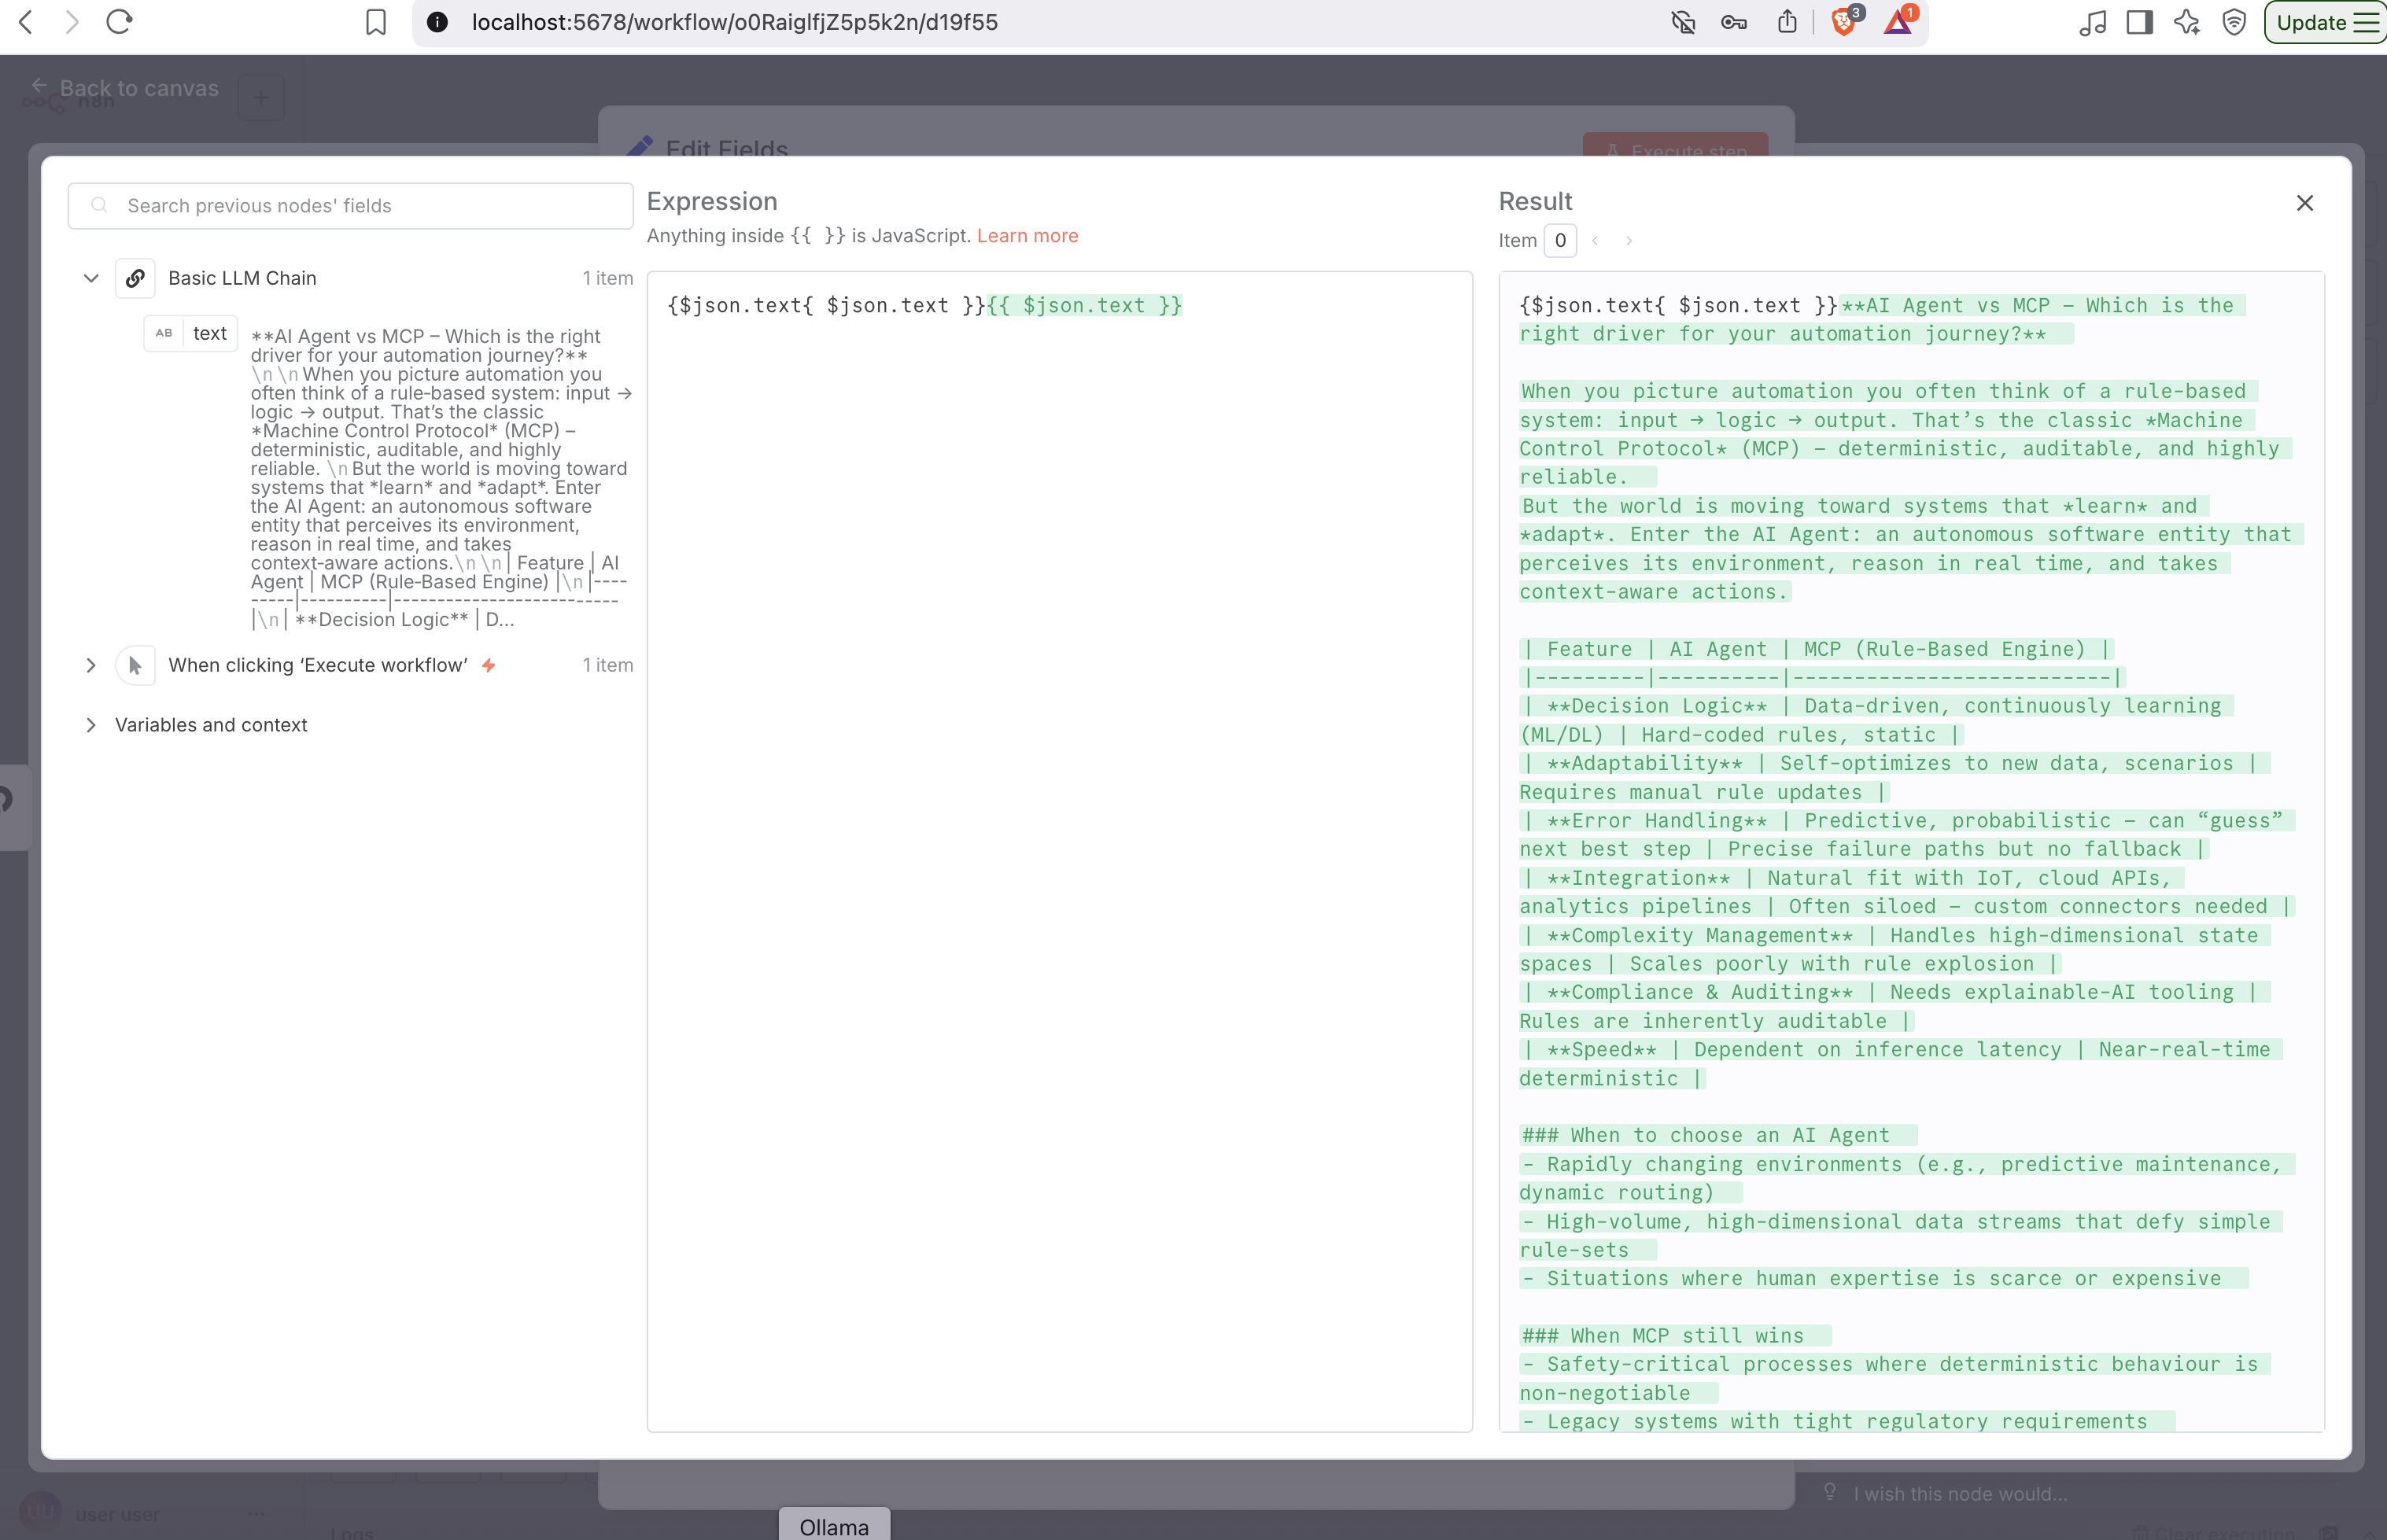 localhost:5678/workflow/o0RaiglfjZ5p5k2n/d19f55
3
1
Update
Back to canvas
n8n
+
Edit Fields
Execute step
Search previous nodes' fields
Basic LLM Chain
1 item
AB text
**AI Agent vs MCP – Which is the right
driver for your automation journey?**
\n\nWhen you picture automation you
often think of a rule‑based system: input →
logic → output. That’s the classic
*Machine Control Protocol* (MCP) –
deterministic, auditable, and highly
reliable. \nBut the world is moving toward
systems that *learn* and *adapt*. Enter
the AI Agent: an autonomous software
entity that perceives its environment,
reason in real time, and takes
context‑aware actions.\n\n| Feature | AI
Agent | MCP (Rule‑Based Engine) |\n|----
-----|----------|-----------------------
|\n| **Decision Logic** | D...
When clicking ‘Execute workflow’
1 item
Variables and context
Expression
Anything inside {{ }} is JavaScript. Learn more
{$json.text{ $json.text }}{{ $json.text }}
Result
Item 0
{$json.text{ $json.text }}**AI Agent vs MCP – Which is the
right driver for your automation journey?**
When you picture automation you often think of a rule‑based
system: input → logic → output. That’s the classic *Machine
Control Protocol* (MCP) – deterministic, auditable, and highly
reliable.
But the world is moving toward systems that *learn* and
*adapt*. Enter the AI Agent: an autonomous software entity that
perceives its environment, reason in real time, and takes
context‑aware actions.
| Feature | AI Agent | MCP (Rule‑Based Engine) |
|---------|----------|--------------------------|
| **Decision Logic** | Data‑driven, continuously learning
(ML/DL) | Hard‑coded rules, static |
| **Adaptability** | Self‑optimizes to new data, scenarios |
Requires manual rule updates |
| **Error Handling** | Predictive, probabilistic – can “guess”
next best step | Precise failure paths but no fallback |
| **Integration** | Natural fit with IoT, cloud APIs,
analytics pipelines | Often siloed – custom connectors needed |
| **Complexity Management** | Handles high‑dimensional state
spaces | Scales poorly with rule explosion |
| **Compliance & Auditing** | Needs explainable‑AI tooling |
Rules are inherently auditable |
| **Speed** | Dependent on inference latency | Near‑real‑time
deterministic |
### When to choose an AI Agent
- Rapidly changing environments (e.g., predictive maintenance,
dynamic routing)
- High‑volume, high‑dimensional data streams that defy simple
rule‑sets
- Situations where human expertise is scarce or expensive
### When MCP still wins
- Safety‑critical processes where deterministic behaviour is
non‑negotiable
- Legacy systems with tight regulatory requirements
I wish this node would...
UU user user
Logs
Ollama
Clear execution